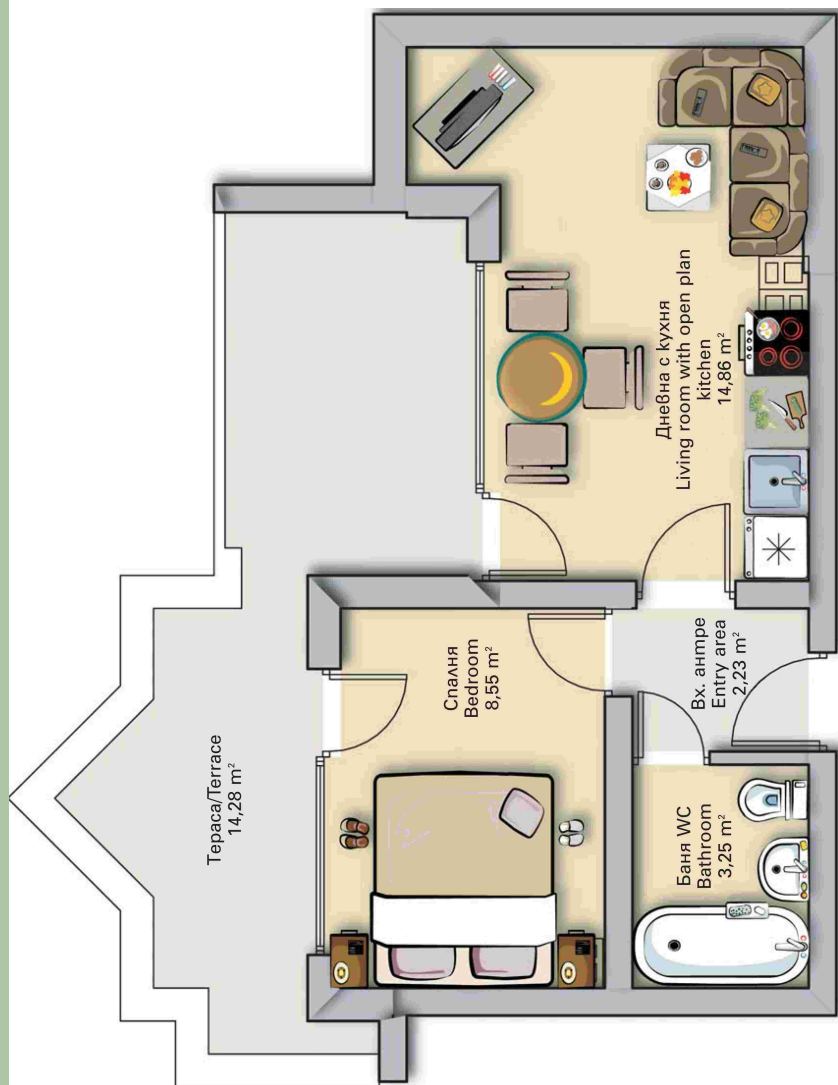 Тераса/Terrace
14,28 m²
Спалня
Bedroom
8,55 m²
Дневна с кухня
Living room with open plan
kitchen
14,86 m²
Вх. антре
Entry area
2,23 m²
Баня WC
Bathroom
3,25 m²